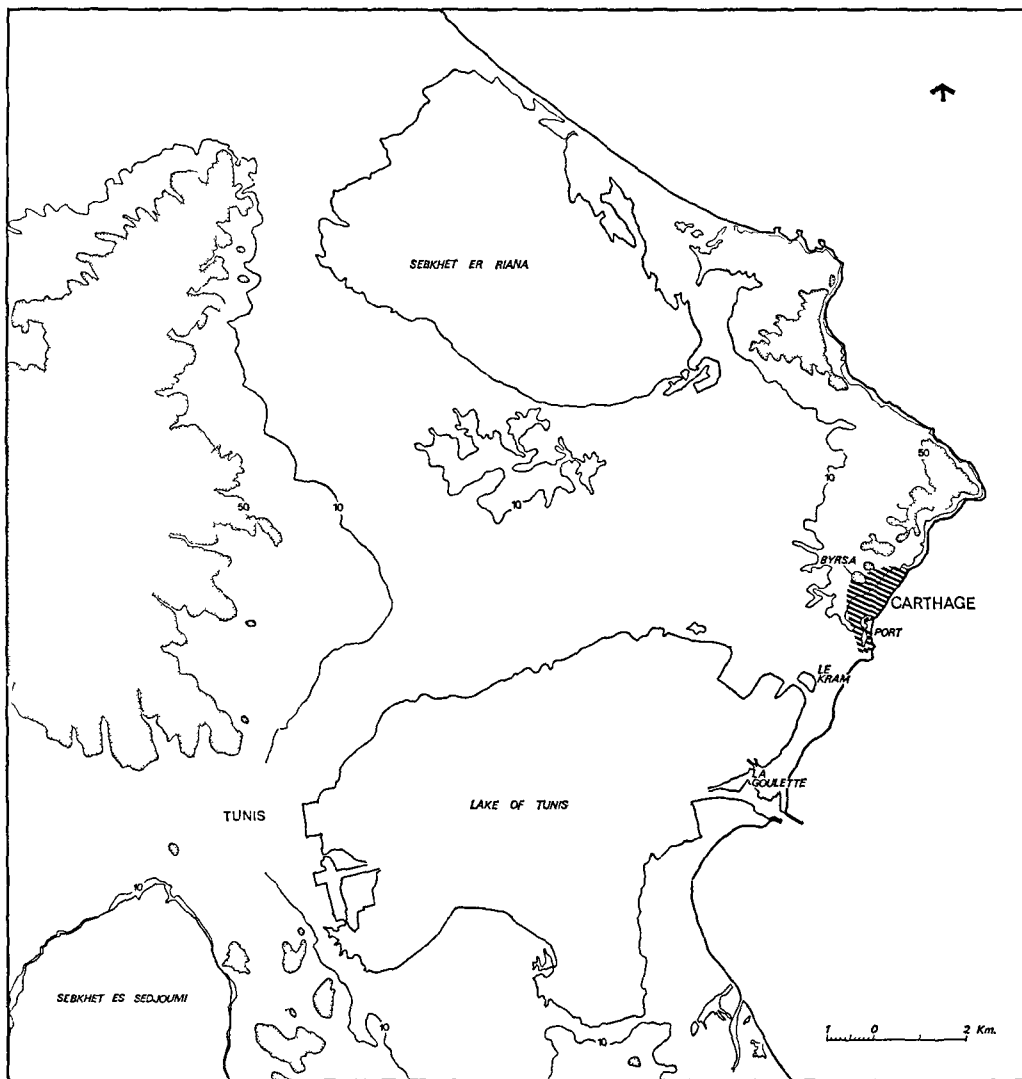 SEBKHET ER RIANA
50
10
50
10
10
BYRSA
CARTHAGE
PORT
LE
KRAM
LA
GOULETTE
TUNIS
LAKE OF TUNIS
10
SEBKHET ES SEDJOUMI
10
10
1 0 2 Km.